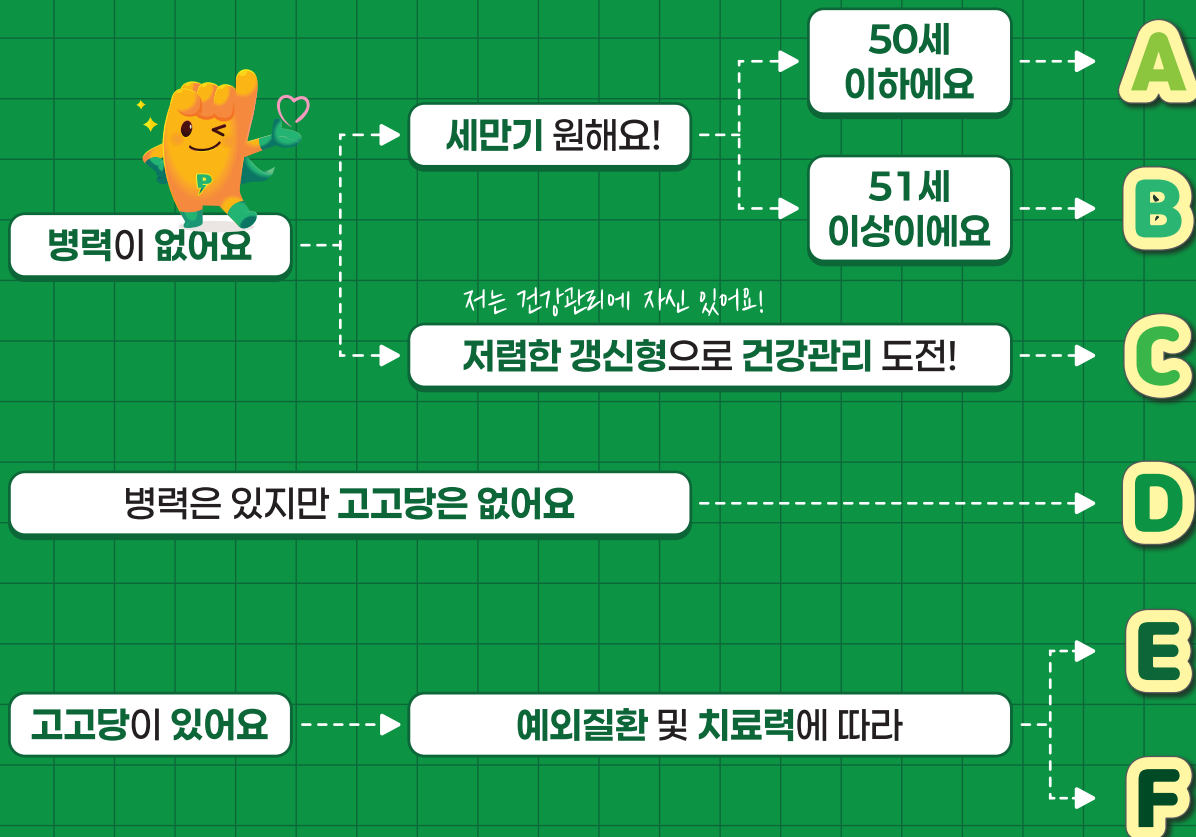 50세
이하에요
A
세만기 원해요!
51세
이상이에요
B
P
병력이 없어요
저는 건강관리에 자신 있어요!
저렴한 갱신형으로 건강관리 도전!
C
병력은 있지만 고고당은 없어요
D
E
고고당이 있어요
예외질환 및 치료력에 따라
F